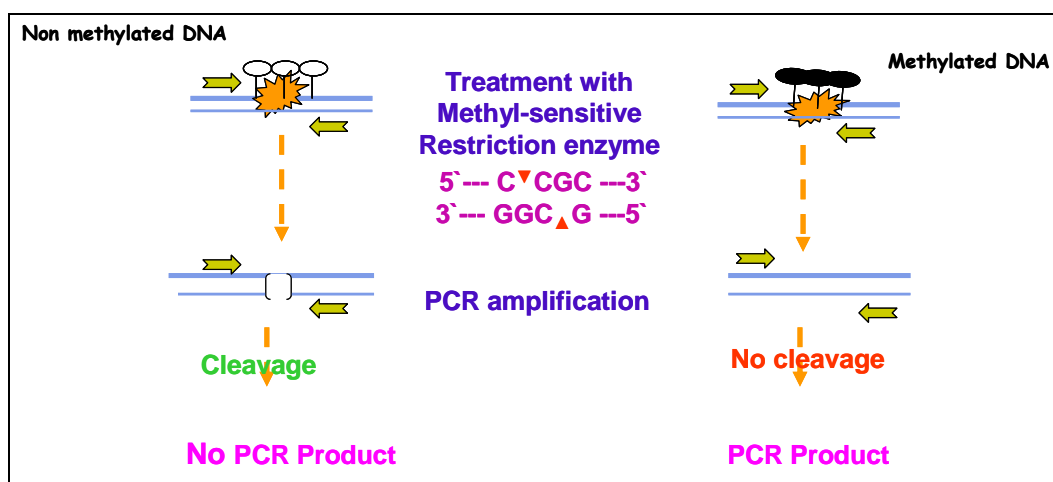 Non methylated DNA
Methylated DNA
Treatment with
Methyl-sensitive
Restriction enzyme
5`--- C▼CGC ---3`
3`--- GGC▲G ---5`
PCR amplification
Cleavage
No cleavage
No PCR Product
PCR Product